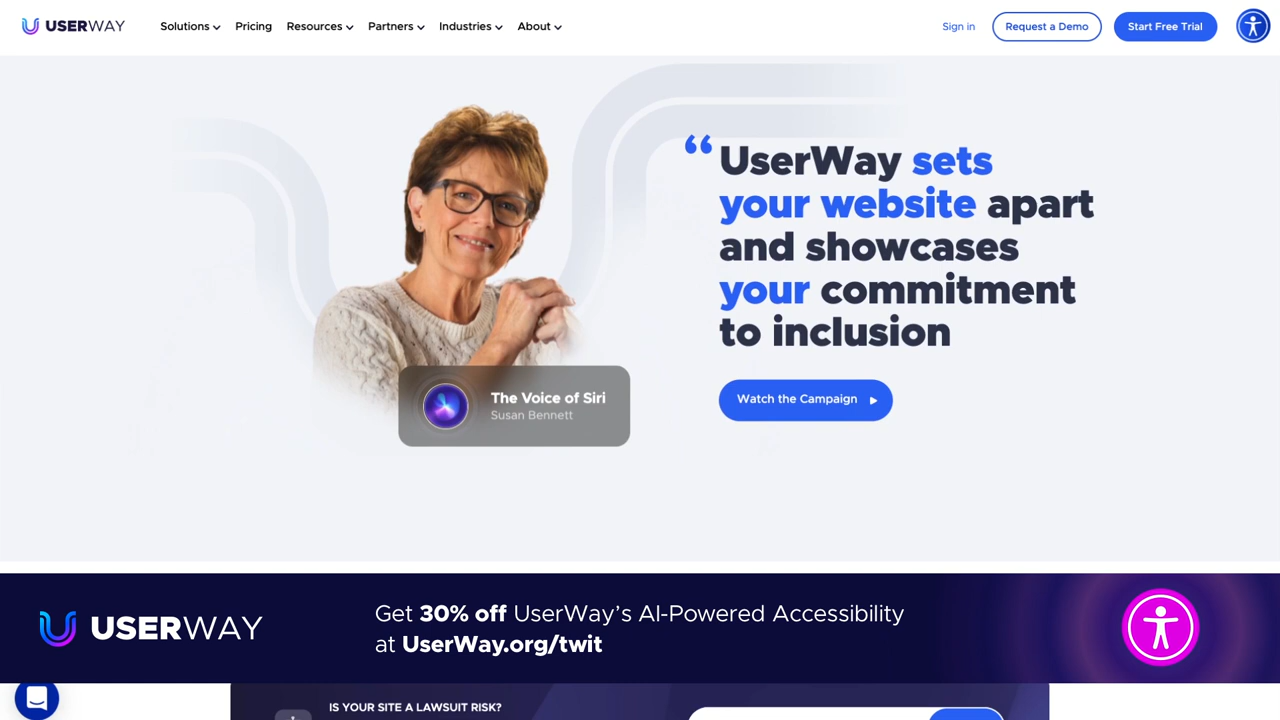 USERWAY Solutions Pricing Resources Partners Industries About Sign in Request a Demo Start Free Trial
“ UserWay sets
your website apart
and showcases
your commitment
to inclusion
The Voice of Siri
Susan Bennett
Watch the Campaign
USERWAY
Get 30% off UserWay’s AI-Powered Accessibility
at UserWay.org/twit
IS YOUR SITE A LAWSUIT RISK?